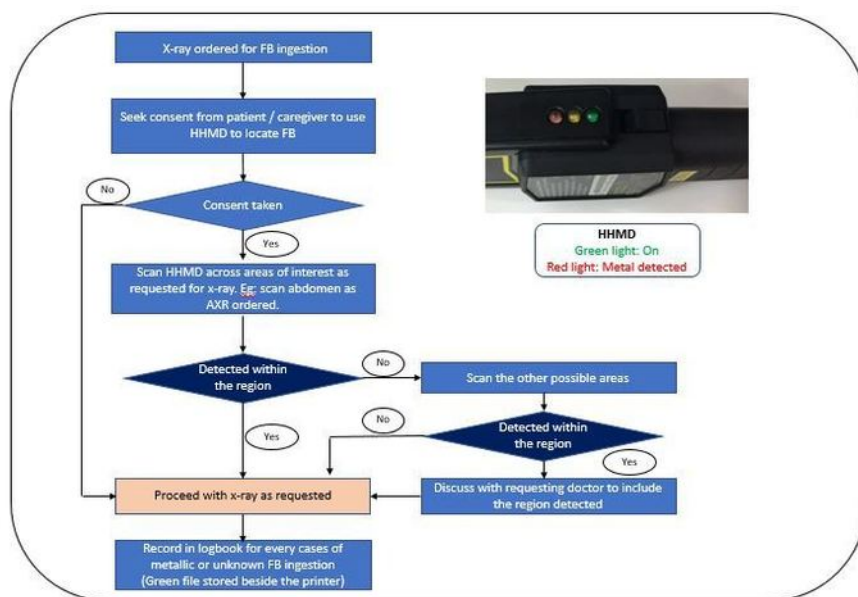 X-ray ordered for FB ingestion
Seek consent from patient / caregiver to use
HHMD to locate FB
No
Consent taken
Yes
HHMD
Green light: On
Red light: Metal detected
Scan HHMD across areas of interest as
requested for x-ray. Eg: scan abdomen as
AXR ordered.
Detected within
the region
No
Scan the other possible areas
Yes
No
Detected within
the region
Yes
Proceed with x-ray as requested
Discuss with requesting doctor to include
the region detected
Record in logbook for every cases of
metallic or unknown FB ingestion
(Green file stored beside the printer)